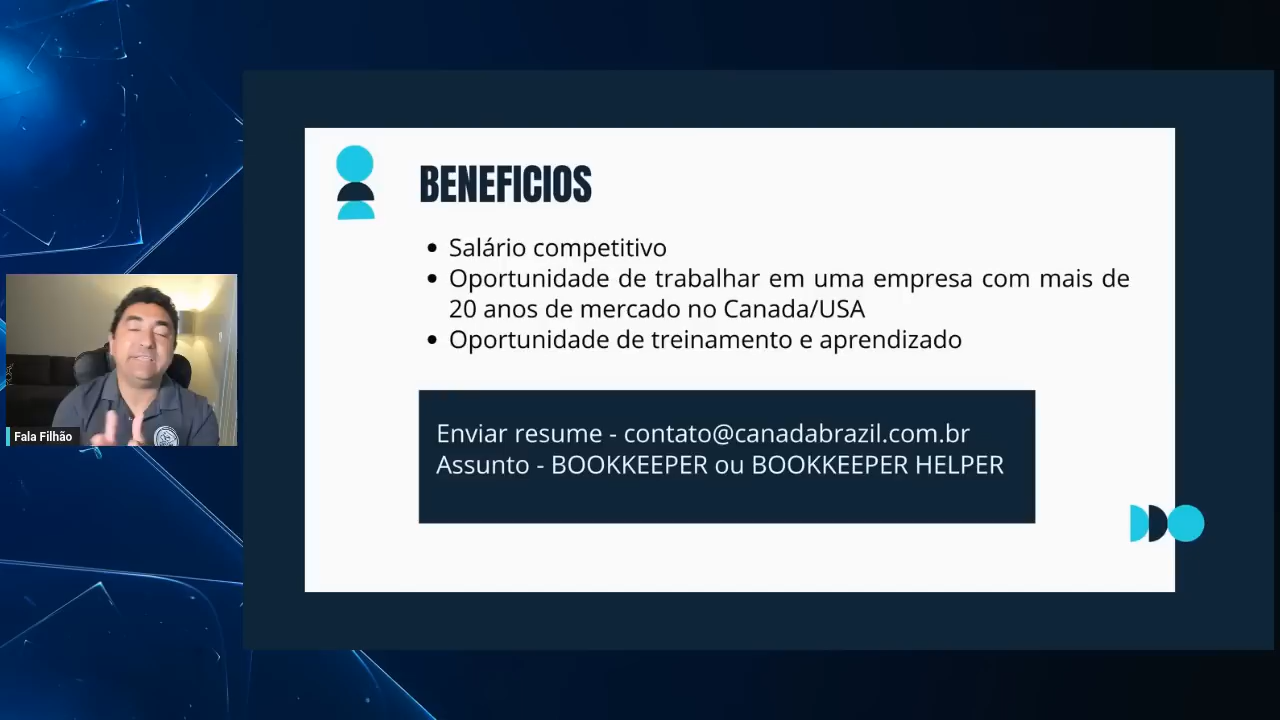 BENEFICIOS
• Salário competitivo
• Oportunidade de trabalhar em uma empresa com mais de
20 anos de mercado no Canada/USA
• Oportunidade de treinamento e aprendizado
Enviar resume - contato@canadabrazil.com.br
Assunto - BOOKKEEPER ou BOOKKEEPER HELPER
Fala Filhão